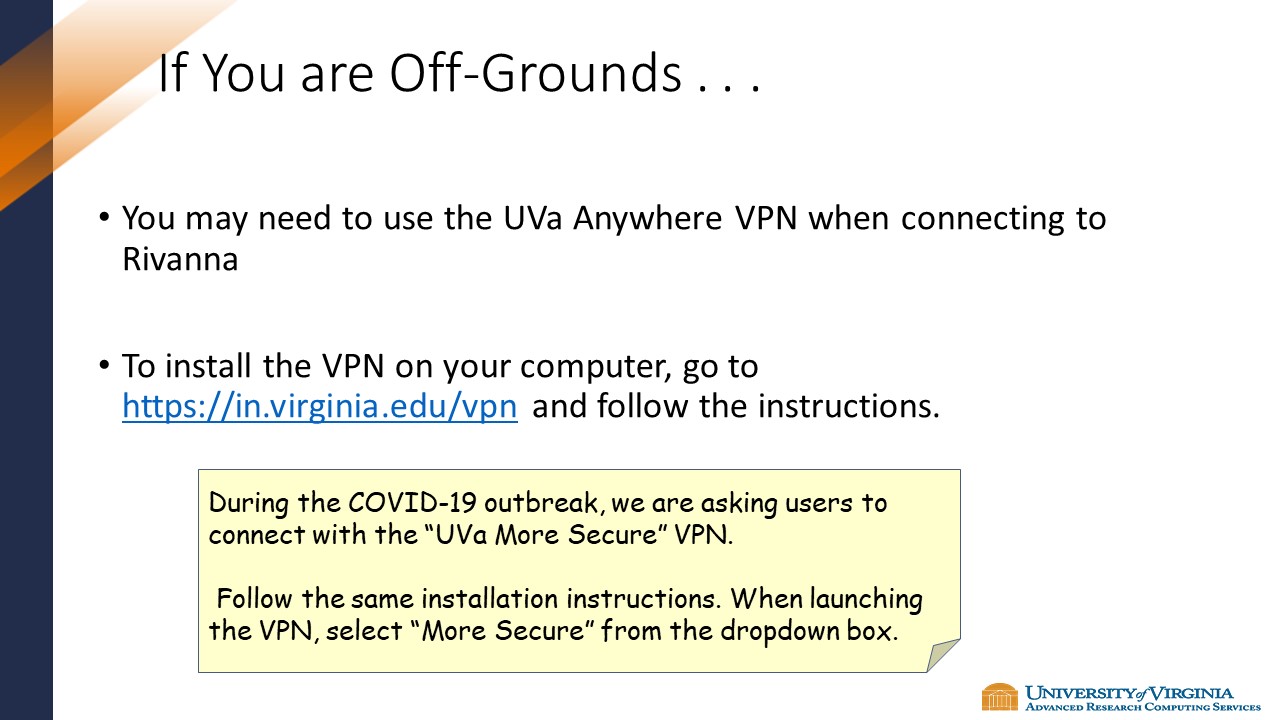 If You are Off-Grounds . . .
• You may need to use the UVa Anywhere VPN when connecting to
Rivanna
• To install the VPN on your computer, go to
https://in.virginia.edu/vpn and follow the instructions.
During the COVID-19 outbreak, we are asking users to
connect with the “UVa More Secure” VPN.
Follow the same installation instructions. When launching
the VPN, select “More Secure” from the dropdown box.
UNIVERSITY of VIRGINIA
ADVANCED RESEARCH COMPUTING SERVICES